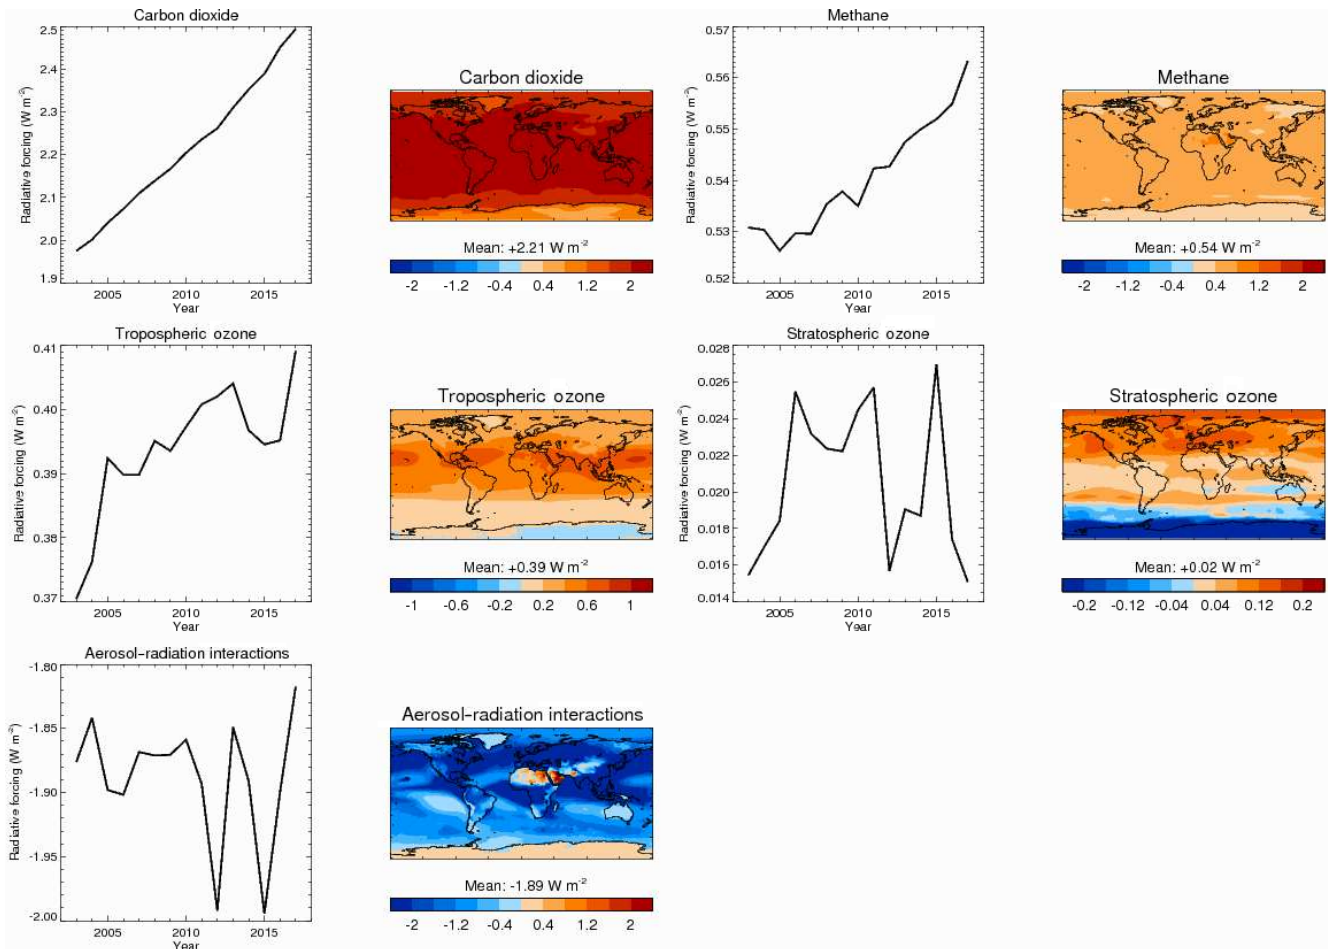 Carbon dioxide
2.5
2.4
2.3
2.2
2.1
2.0
1.9
Radiative forcing (W m-2)
2005 2010 2015
Year
Carbon dioxide
Mean: +2.21 W m-2
-2 -1.2 -0.4 0.4 1.2 2
Methane
0.57
0.56
0.55
0.54
0.53
0.52
Radiative forcing (W m-2)
2005 2010 2015
Year
Methane
Mean: +0.54 W m-2
-2 -1.2 -0.4 0.4 1.2 2
Tropospheric ozone
0.41
0.40
0.39
0.38
0.37
Radiative forcing (W m-2)
2005 2010 2015
Year
Tropospheric ozone
Mean: +0.39 W m-2
-1 -0.6 -0.2 0.2 0.6 1
Stratospheric ozone
0.028
0.026
0.024
0.022
0.020
0.018
0.016
0.014
Radiative forcing (W m-2)
2005 2010 2015
Year
Stratospheric ozone
Mean: +0.02 W m-2
-0.2 -0.12 -0.04 0.04 0.12 0.2
Aerosol-radiation interactions
-1.80
-1.85
-1.90
-1.95
-2.00
Radiative forcing (W m-2)
2005 2010 2015
Year
Aerosol-radiation interactions
Mean: -1.89 W m-2
-2 -1.2 -0.4 0.4 1.2 2